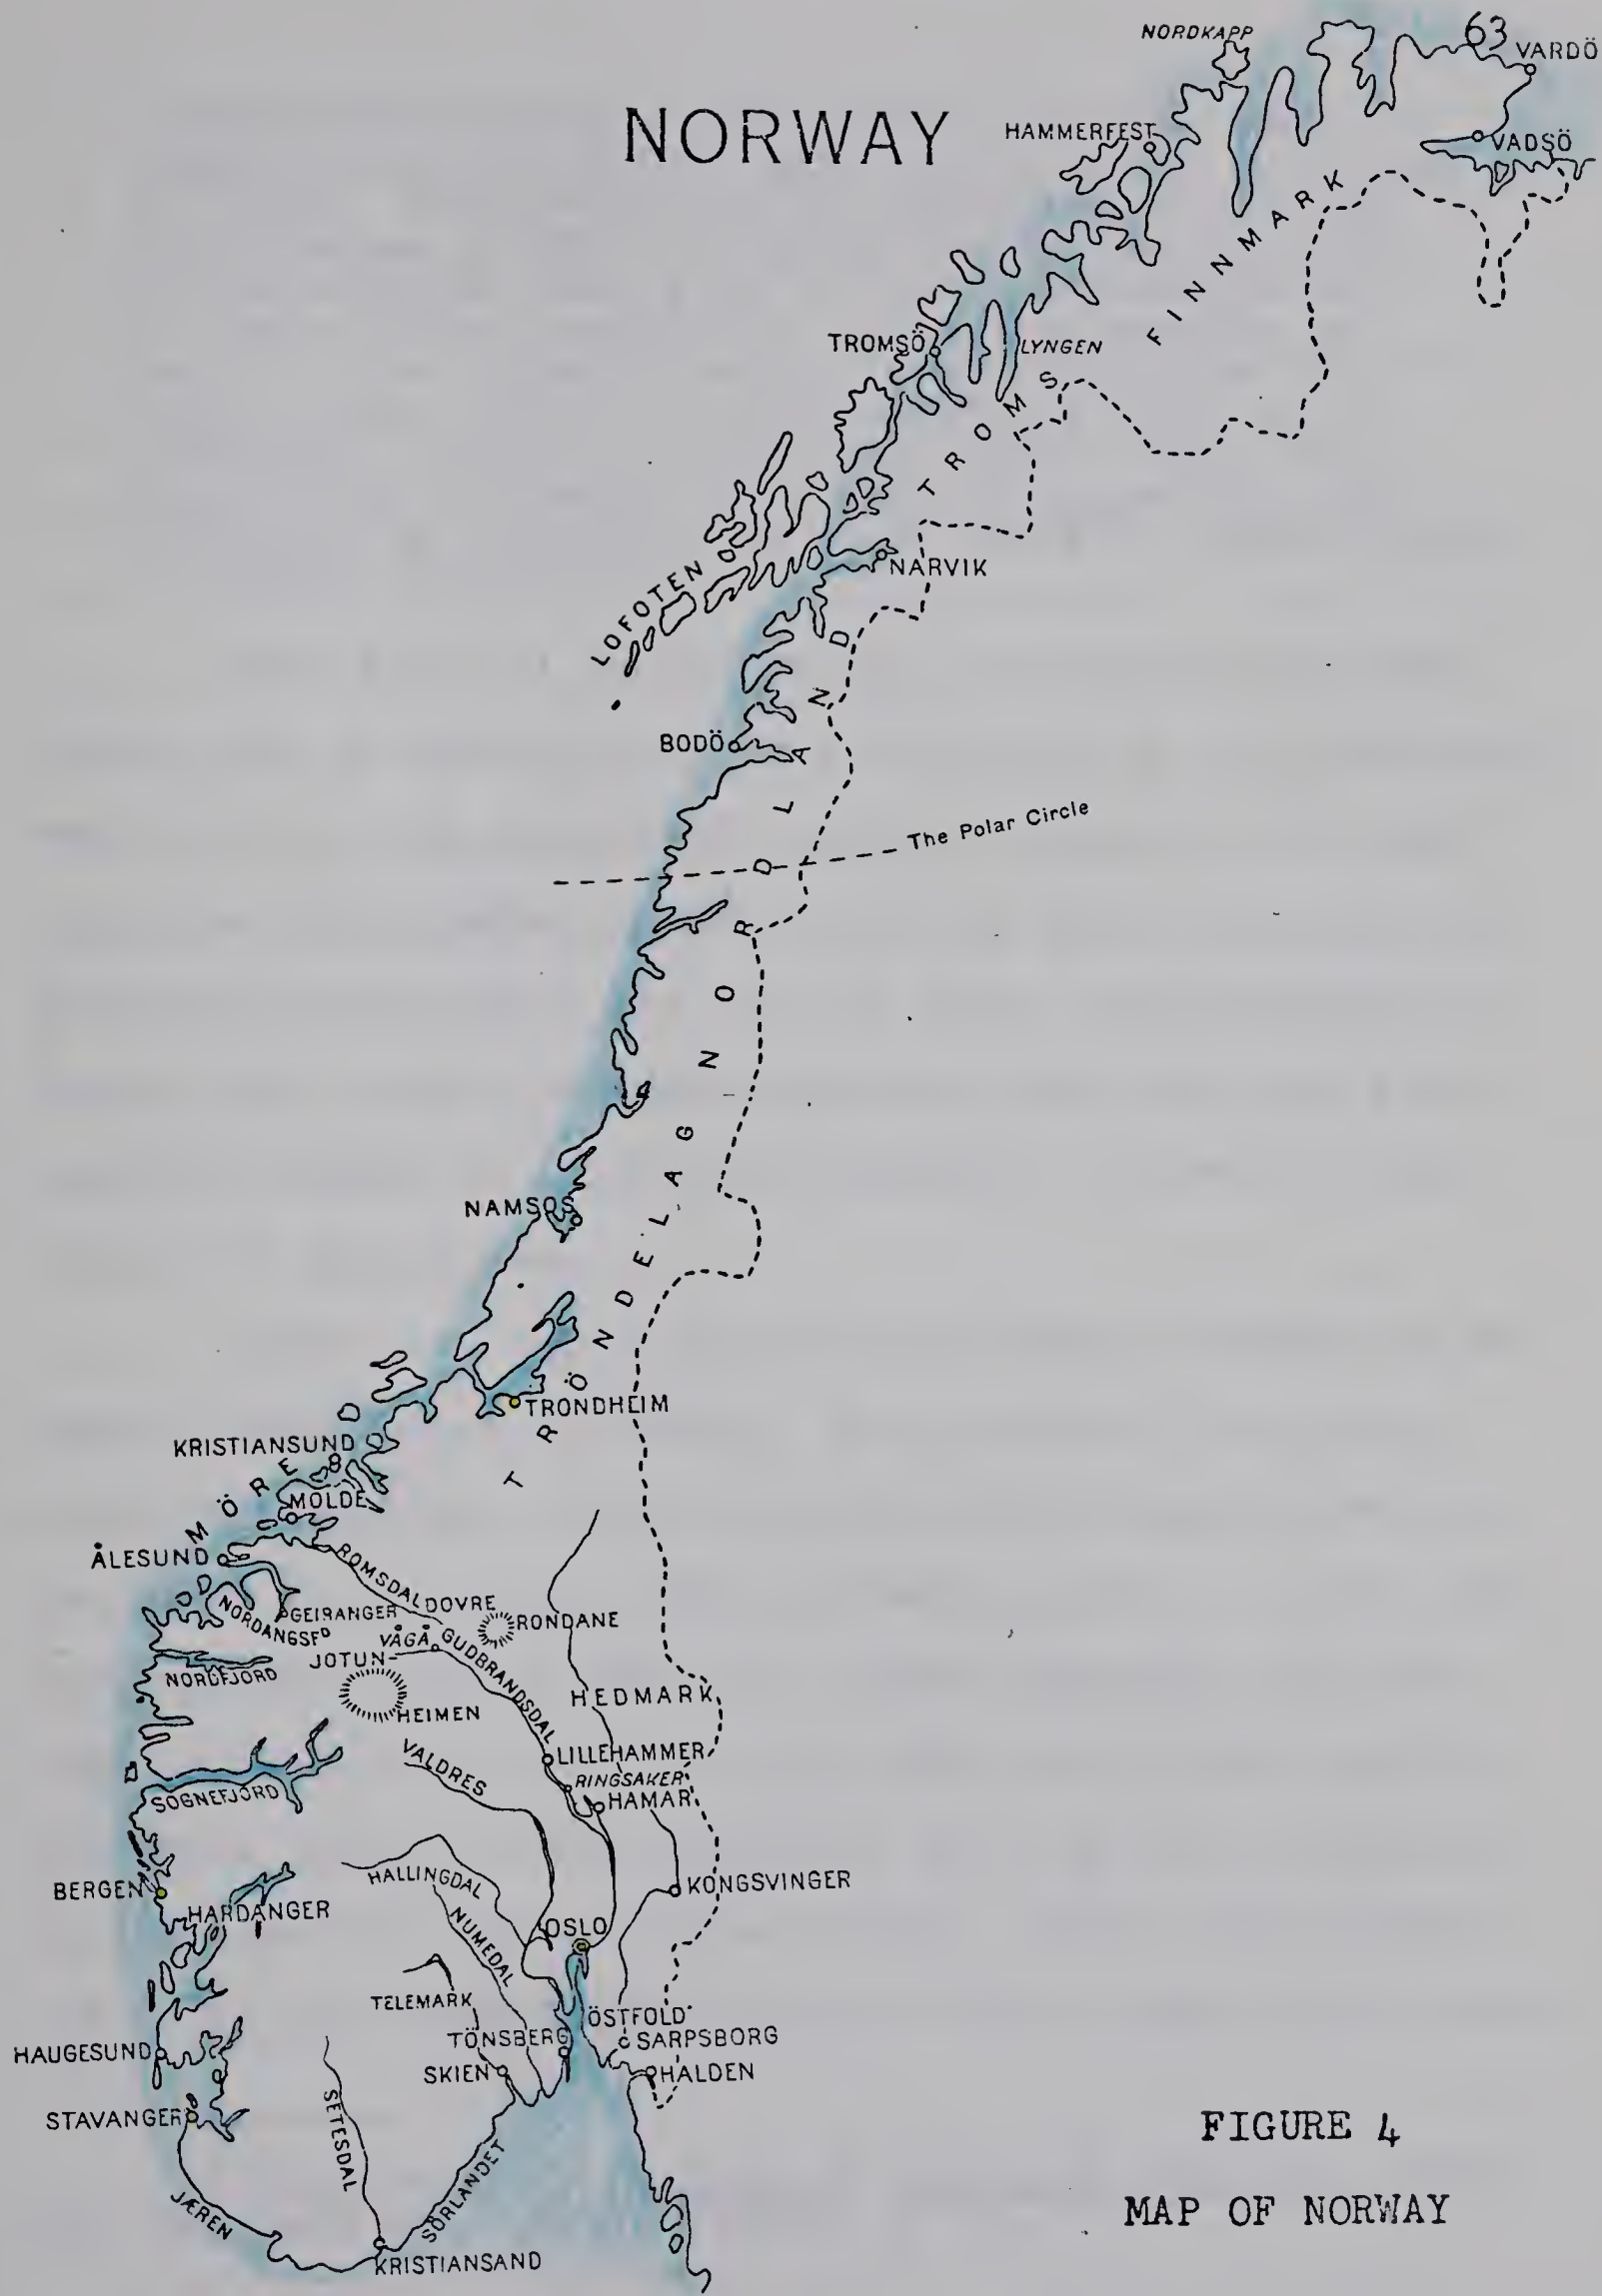 63
NORDKAPP
VARDÖ
NORWAY
HAMMERFEST
VADSÖ
FINNMARK
TROMSÖ
LYNGEN
TROMS
NARVIK
LOFOTEN
NORDLAND
BODÖ
The Polar Circle
NAMSOS
TRÖNDELAG
TRONDHEIM
KRISTIANSUND
MÖRE
MOLDE
ÅLESUND
ROMSDAL
DOVRE
NORDANGSFD
GEIRANGER
RONDANE
VÅGÅ
GUDBRANDSDAL
JOTUN-
HEIMEN
NORDFJORD
HEDMARK
VALDRES
LILLEHAMMER
RINGSAKER
HAMAR
SOGNEFJORD
BERGEN
HALLINGDAL
KONGSVINGER
HARDANGER
NUMEDAL
OSLO
TELEMARK
ÖSTFOLD
TÖNSBERG
SARPSBORG
HAUGESUND
SKIEN
HALDEN
STAVANGER
SETESDAL
SÖRLANDET
JÆREN
KRISTIANSAND
FIGURE 4
MAP OF NORWAY